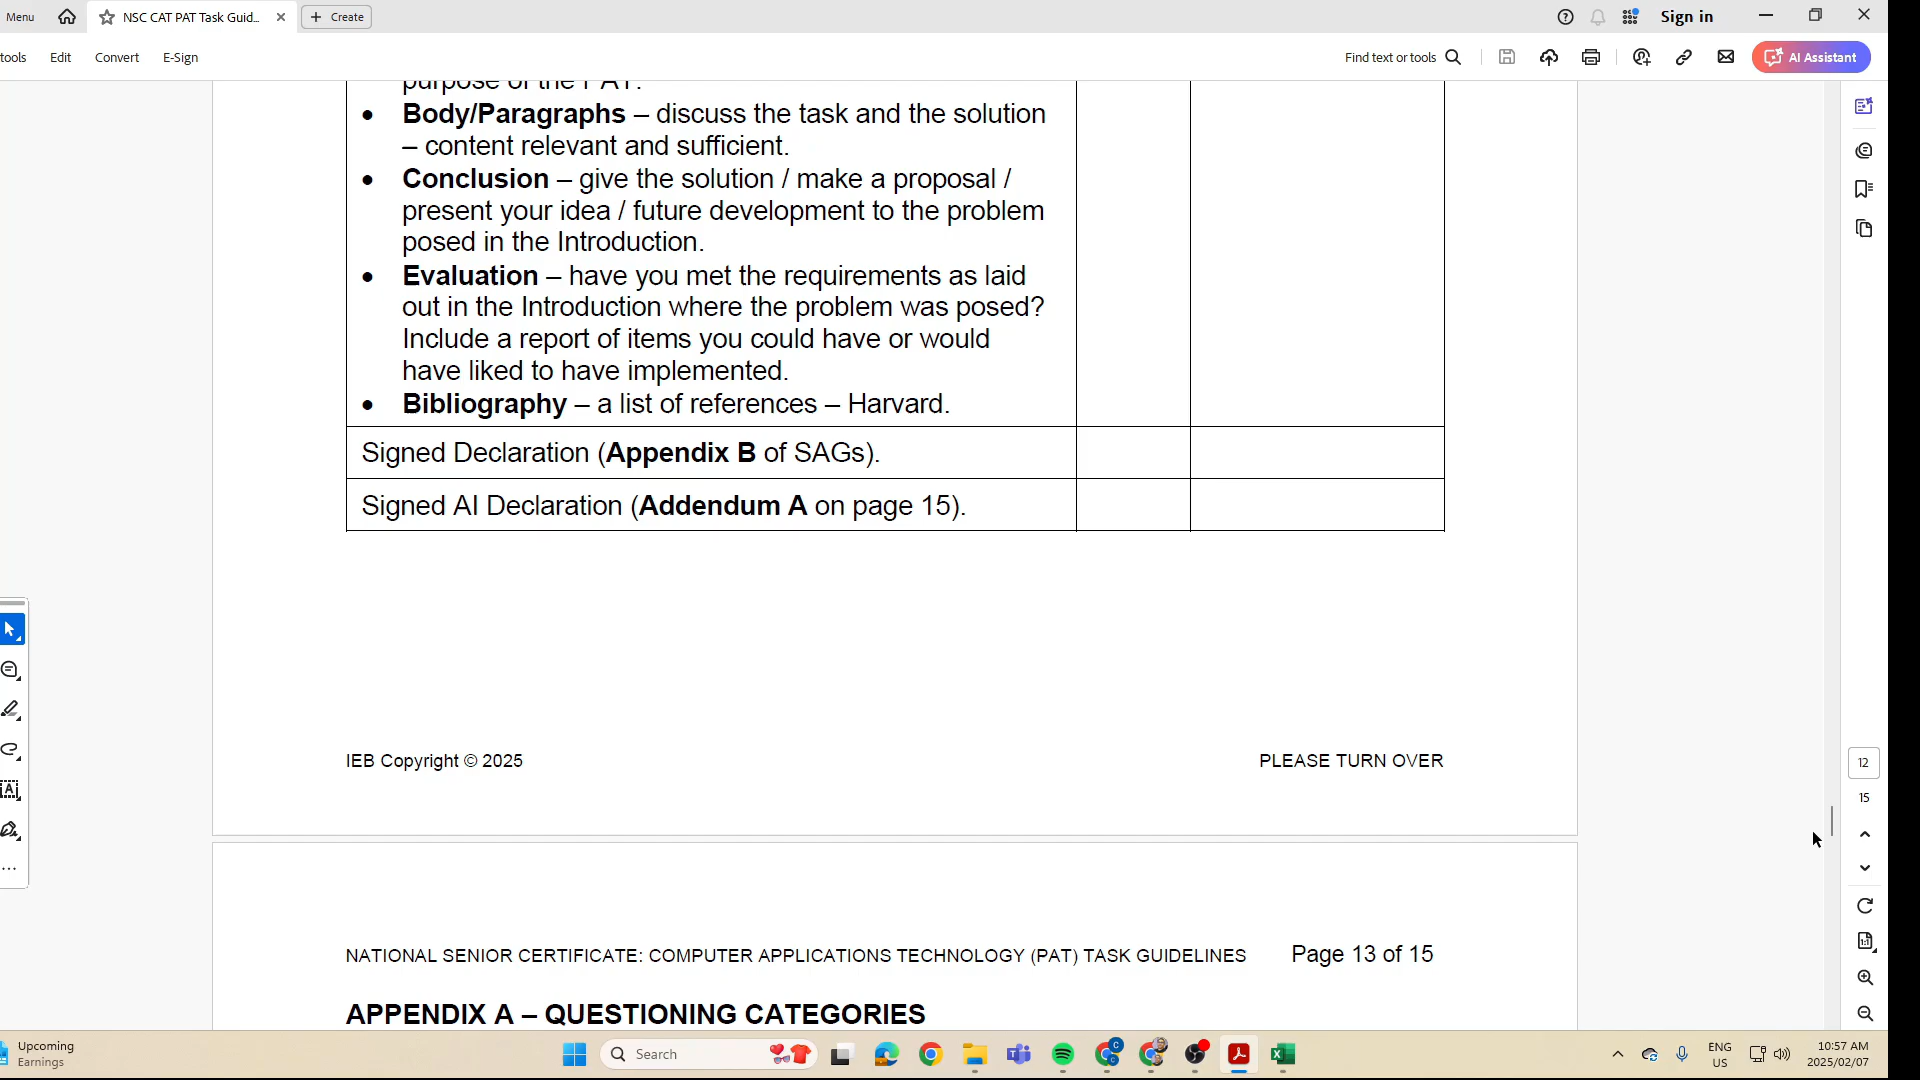 Menu
NSC CAT PAT Task Guid...
Create
Sign in
tools
Edit
Convert
E-Sign
Find text or tools
AI Assistant
purpose of the PAT.
• Body/Paragraphs – discuss the task and the solution
– content relevant and sufficient.
• Conclusion – give the solution / make a proposal /
present your idea / future development to the problem
posed in the Introduction.
• Evaluation – have you met the requirements as laid
out in the Introduction where the problem was posed?
Include a report of items you could have or would
have liked to have implemented.
• Bibliography – a list of references – Harvard.
Signed Declaration (Appendix B of SAGs).
Signed AI Declaration (Addendum A on page 15).
IEB Copyright © 2025
PLEASE TURN OVER
12
15
NATIONAL SENIOR CERTIFICATE: COMPUTER APPLICATIONS TECHNOLOGY (PAT) TASK GUIDELINES
Page 13 of 15
APPENDIX A – QUESTIONING CATEGORIES
Upcoming
Earnings
Search
ENG
US
10:57 AM
2025/02/07